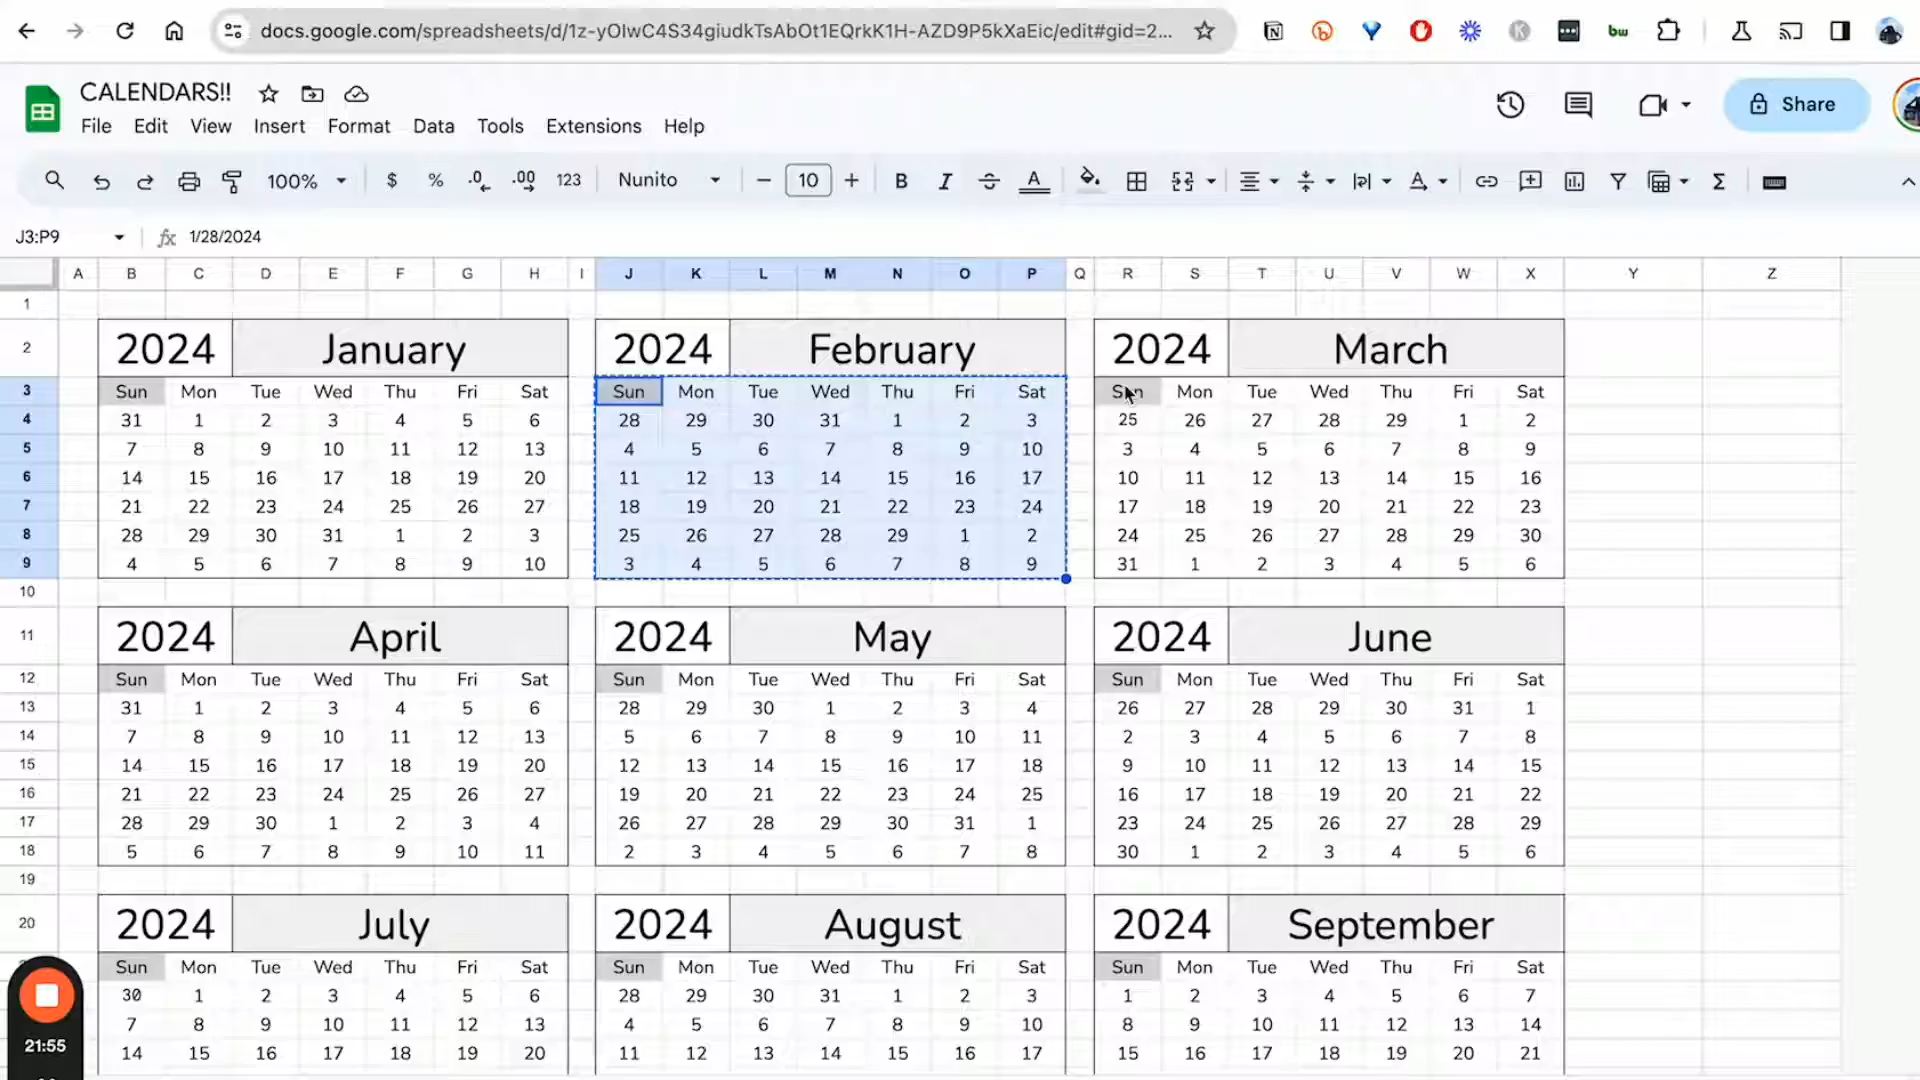 docs.google.com/spreadsheets/d/1z-yOIwC4S34giudkTsAbOt1EQrkK1H-AZD9P5kXaEic/edit#gid=2...
CALENDARS!!
File Edit View Insert Format Data Tools Extensions Help
Share
100% $ % .0 .00 123 Nunito 10 B I A
J3:P9 fx 1/28/2024
A B C D E F G H I J K L M N O P Q R S T U V W X Y Z
1
2 2024 January 2024 February 2024 March
3 Sun Mon Tue Wed Thu Fri Sat Sun Mon Tue Wed Thu Fri Sat Sun Mon Tue Wed Thu Fri Sat
4 31 1 2 3 4 5 6 28 29 30 31 1 2 3 25 26 27 28 29 1 2
5 7 8 9 10 11 12 13 4 5 6 7 8 9 10 3 4 5 6 7 8 9
6 14 15 16 17 18 19 20 11 12 13 14 15 16 17 10 11 12 13 14 15 16
7 21 22 23 24 25 26 27 18 19 20 21 22 23 24 17 18 19 20 21 22 23
8 28 29 30 31 1 2 3 25 26 27 28 29 1 2 24 25 26 27 28 29 30
9 4 5 6 7 8 9 10 3 4 5 6 7 8 9 31 1 2 3 4 5 6
10
11 2024 April 2024 May 2024 June
12 Sun Mon Tue Wed Thu Fri Sat Sun Mon Tue Wed Thu Fri Sat Sun Mon Tue Wed Thu Fri Sat
13 31 1 2 3 4 5 6 28 29 30 1 2 3 4 26 27 28 29 30 31 1
14 7 8 9 10 11 12 13 5 6 7 8 9 10 11 2 3 4 5 6 7 8
15 14 15 16 17 18 19 20 12 13 14 15 16 17 18 9 10 11 12 13 14 15
16 21 22 23 24 25 26 27 19 20 21 22 23 24 25 16 17 18 19 20 21 22
17 28 29 30 1 2 3 4 26 27 28 29 30 31 1 23 24 25 26 27 28 29
18 5 6 7 8 9 10 11 2 3 4 5 6 7 8 30 1 2 3 4 5 6
19
20 2024 July 2024 August 2024 September
Sun Mon Tue Wed Thu Fri Sat Sun Mon Tue Wed Thu Fri Sat Sun Mon Tue Wed Thu Fri Sat
30 1 2 3 4 5 6 28 29 30 31 1 2 3 1 2 3 4 5 6 7
7 8 9 10 11 12 13 4 5 6 7 8 9 10 8 9 10 11 12 13 14
21:55 14 15 16 17 18 19 20 11 12 13 14 15 16 17 15 16 17 18 19 20 21